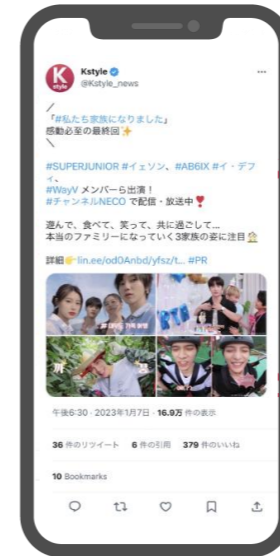 K
style
Kstyle
@Kstyle_news
／
「#私たち家族になりました」
感動必至の最終回✨
＼
#SUPERJUNIOR #イェソン、#AB6IX #イ・デフ
ィ、
#WayV メンバーら出演！
#チャンネルNECO で配信・放送中❣️
遊んで、食べて、笑って、共に過ごして...
本当のファミリーになっていく3家族の姿に注目🏠
詳細👉lin.ee/od0Anbd/yfsz/t... #PR
午後6:30 · 2023年1月7日 · 16.9万 件の表示
36 件のリツイート 6 件の引用 379 件のいいね
10 Bookmarks